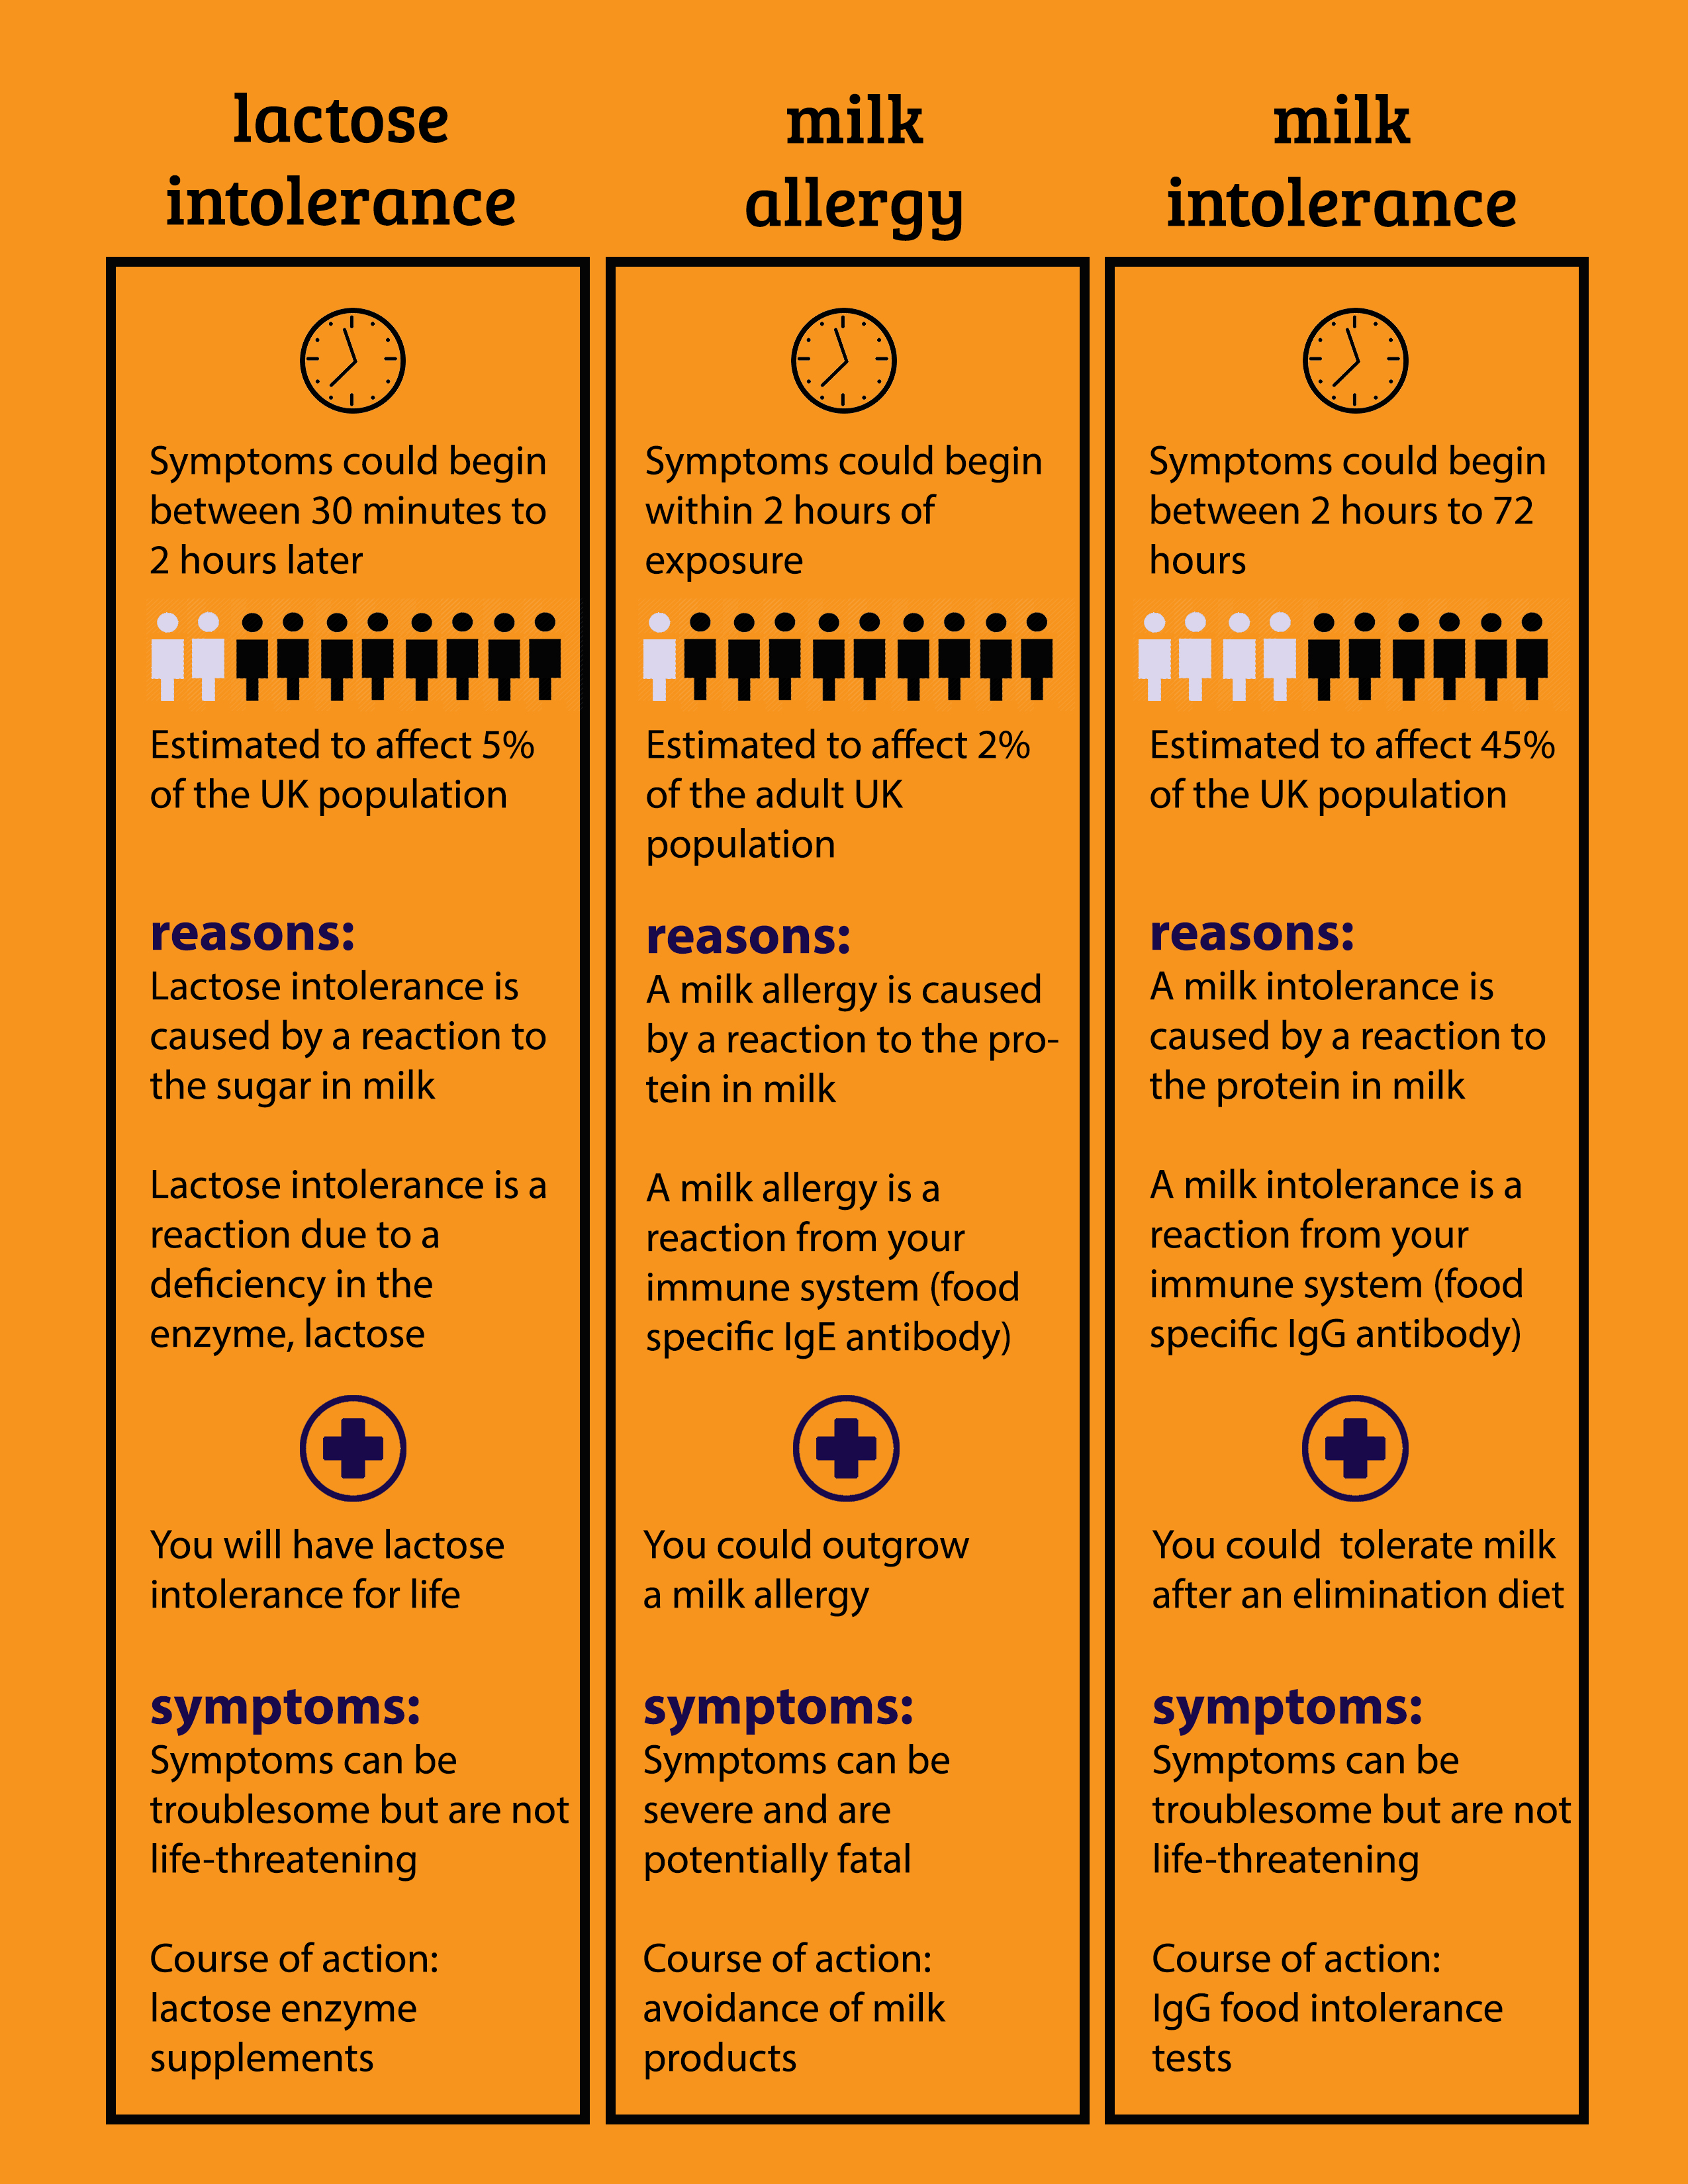 lactose
intolerance
Symptoms could begin
between 30 minutes to
2 hours later
Estimated to affect 5%
of the UK population
reasons:
Lactose intolerance is
caused by a reaction to
the sugar in milk
Lactose intolerance is a
reaction due to a
deficiency in the
enzyme, lactose
You will have lactose
intolerance for life
symptoms:
Symptoms can be
troublesome but are not
life-threatening
Course of action:
lactose enzyme
supplements
milk
allergy
Symptoms could begin
within 2 hours of
exposure
Estimated to affect 2%
of the adult UK
population
reasons:
A milk allergy is caused
by a reaction to the pro-
tein in milk
A milk allergy is a
reaction from your
immune system (food
specific IgE antibody)
You could outgrow
a milk allergy
symptoms:
Symptoms can be
severe and are
potentially fatal
Course of action:
avoidance of milk
products
milk
intolerance
Symptoms could begin
between 2 hours to 72
hours
Estimated to affect 45%
of the UK population
reasons:
A milk intolerance is
caused by a reaction to
the protein in milk
A milk intolerance is a
reaction from your
immune system (food
specific IgG antibody)
You could  tolerate milk
after an elimination diet
symptoms:
Symptoms can be
troublesome but are not
life-threatening
Course of action:
IgG food intolerance
tests